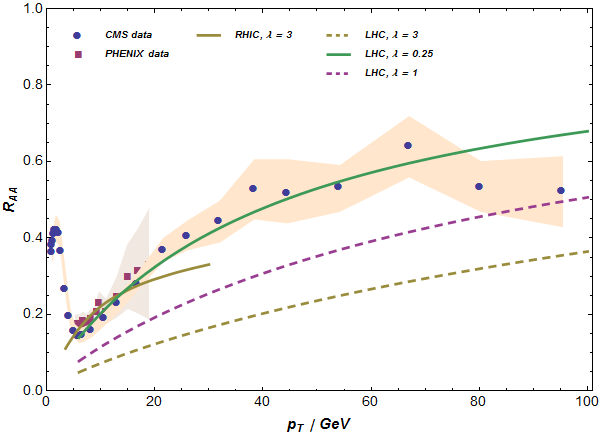 1.0
CMS data RHIC, λ = 3 LHC, λ = 3
PHENIX data LHC, λ = 0.25
LHC, λ = 1
0.8
0.6
R_AA
0.4
0.2
0.0
0 20 40 60 80 100
p_T / GeV